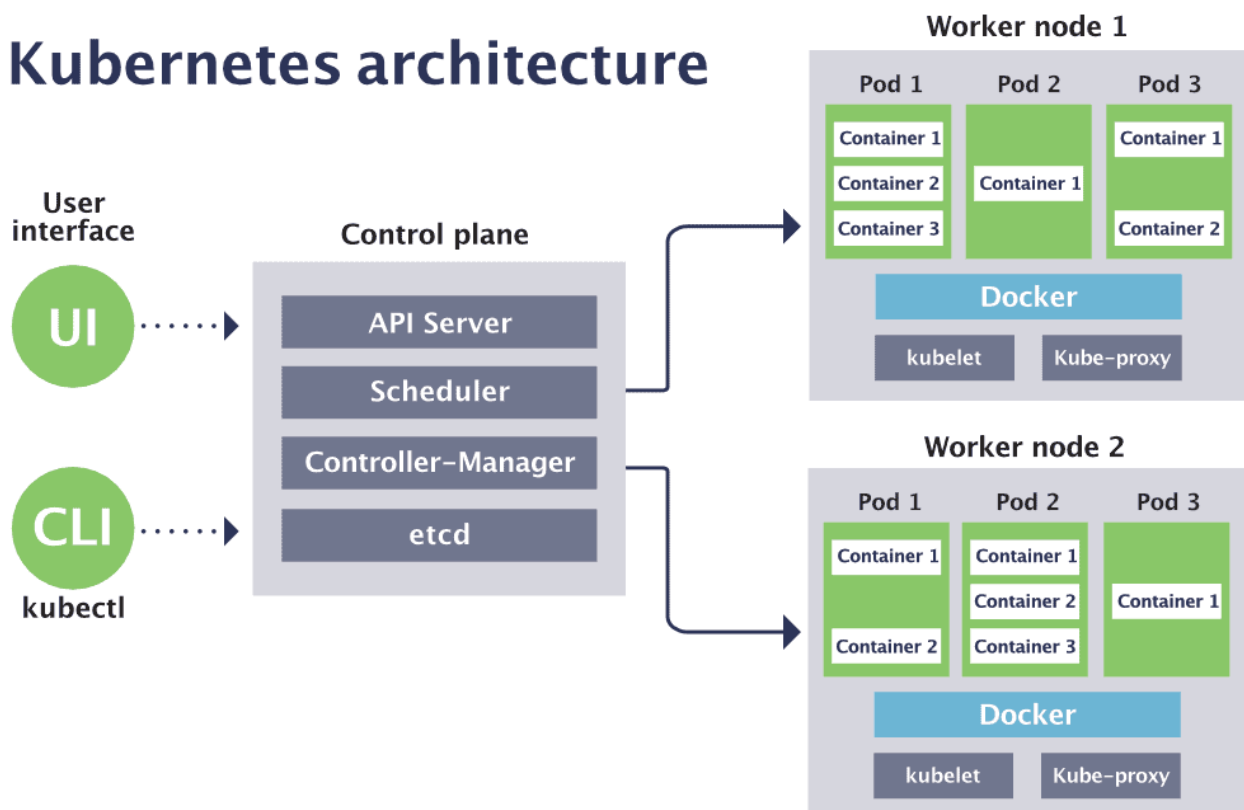 Kubernetes architecture
User
interface
UI
CLI
kubectl
Control plane
API Server
Scheduler
Controller-Manager
etcd
Worker node 1
Pod 1
Container 1
Container 2
Container 3
Pod 2
Container 1
Pod 3
Container 1
Container 2
Docker
kubelet
Kube-proxy
Worker node 2
Pod 1
Container 1
Container 2
Pod 2
Container 1
Container 2
Container 3
Pod 3
Container 1
Docker
kubelet
Kube-proxy